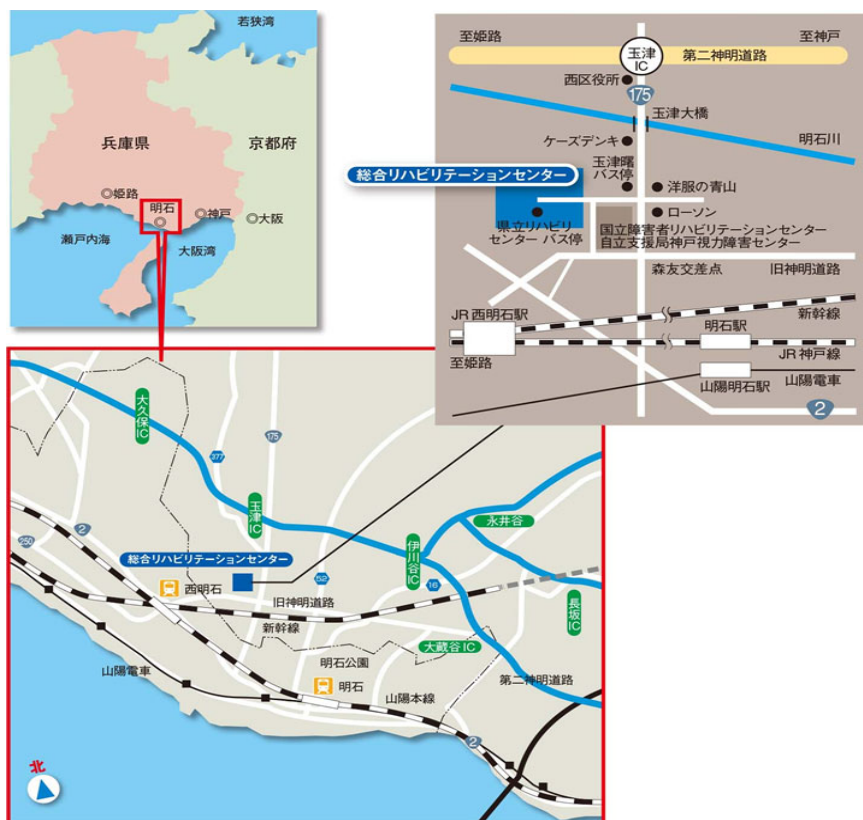 若狭湾
兵庫県
京都府
姫路
明石
神戸
大阪
瀬戸内海
大阪湾
至姫路
玉津
IC
第二神明道路
至神戸
西区役所
175
玉津大橋
明石川
ケーズデンキ
玉津曙
バス停
洋服の青山
総合リハビリテーションセンター
ローソン
県立リハビリ
センター バス停
国立障害者リハビリテーションセンター
自立支援局神戸視力障害センター
森友交差点
旧神明道路
JR 西明石駅
新幹線
明石駅
至姫路
JR 神戸線
山陽明石駅
山陽電車
2
大久保IC
175
377
玉津IC
2
伊川谷IC
永井谷
250
総合リハビリテーションセンター
52
16
西明石
旧神明道路
新幹線
長坂IC
大蔵谷 IC
明石公園
山陽電車
明石
山陽本線
第二神明道路
2
北